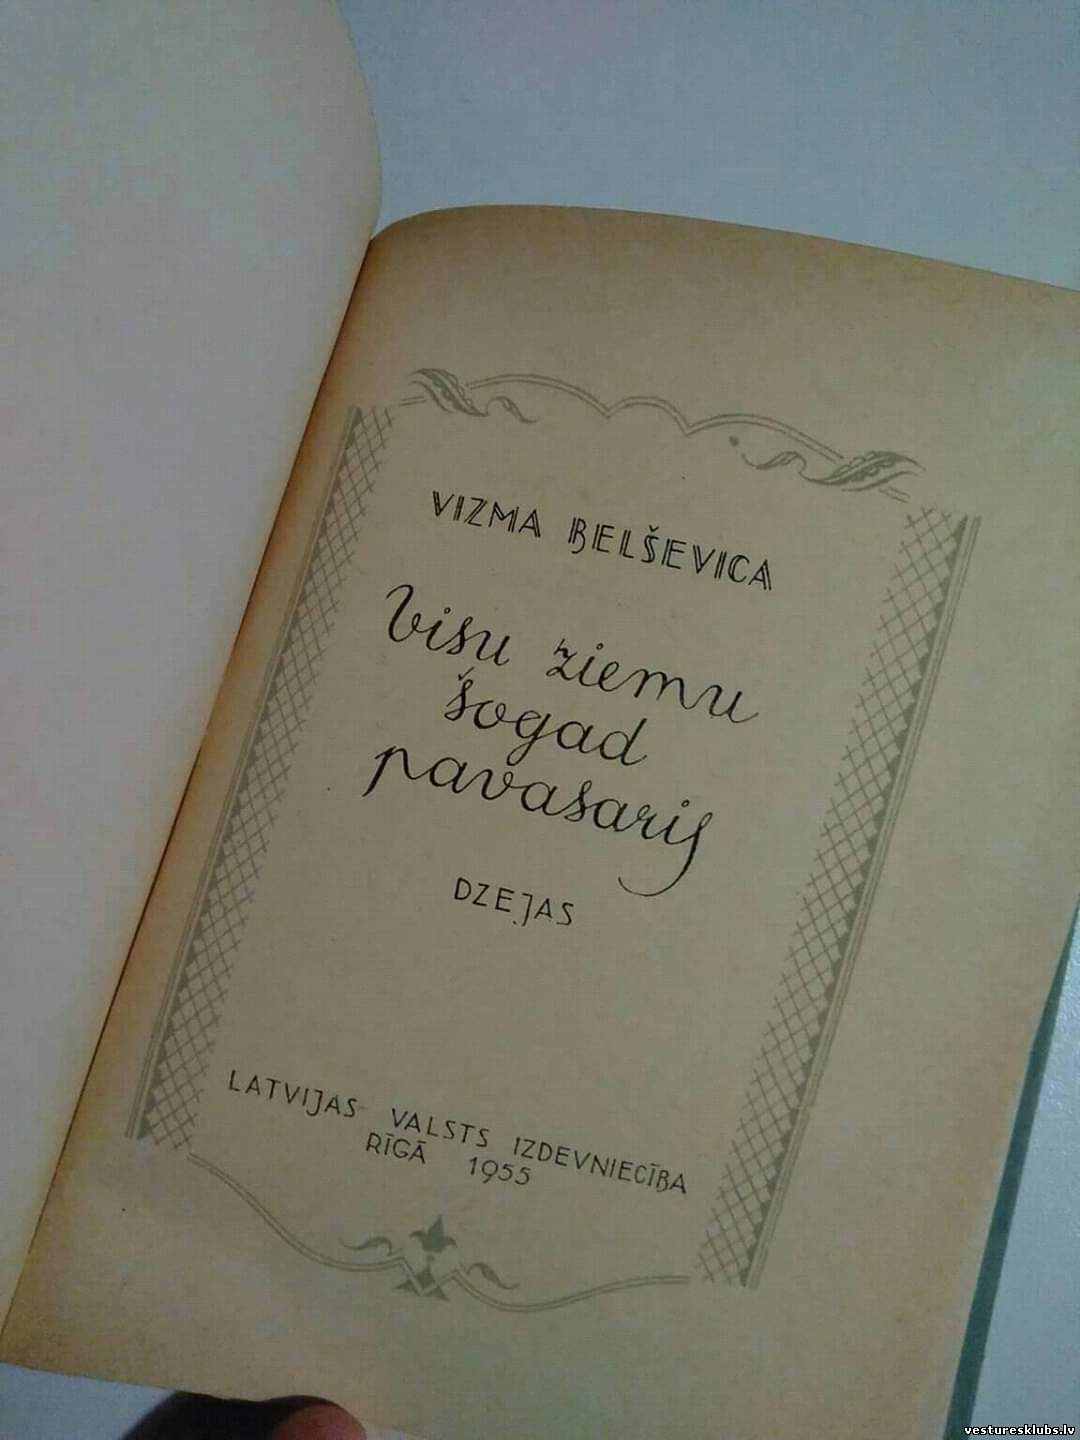 VIZMA BELŠEVICA
Visu ziemu
šogad
pavasaris
DZEJAS
LATVIJAS VALSTS IZDEVNIECĪBA
RĪGĀ 1955
vesturesklubs.lv